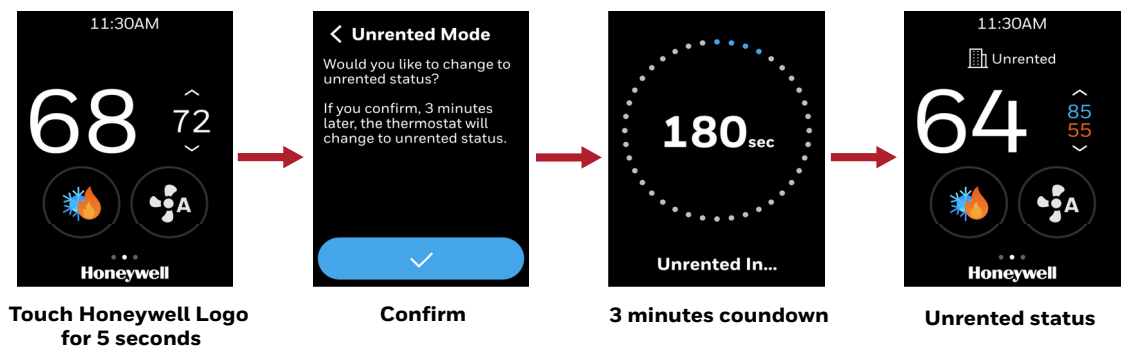 11:30AM
68
72
A
Honeywell
Touch Honeywell Logo
for 5 seconds
Unrented Mode
Would you like to change to
unrented status?
If you confirm, 3 minutes
later, the thermostat will
change to unrented status.
Confirm
180sec
Unrented In...
3 minutes coundown
11:30AM
Unrented
64
85
55
A
Honeywell
Unrented status